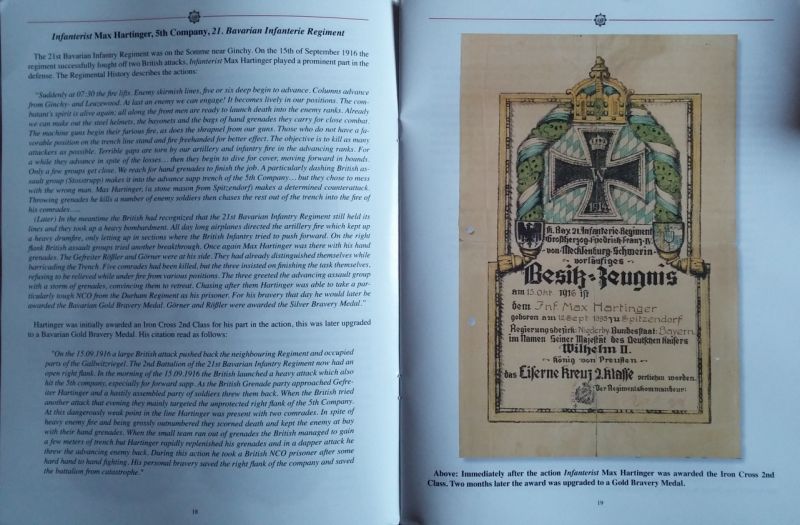 Infanterist Max Hartinger, 5th Company, 21. Bavarian Infanterie Regiment
The 21st Bavarian Infantry Regiment was on the Somme near Ginchy. On the 15th of September 1916 the
regiment successfully fought off two British attacks, Infanterist Max Hartinger played a prominent part in the
defense. The Regimental History describes the actions:
"Suddenly at 07:30 the fire lifts. Enemy skirmish lines, five or six deep begin to advance. Columns advance
from Ginchy- and Leuzewood. At last an enemy we can engage! It becomes lively in our positions. The com-
batant's spirit is alive again; all along the front men are ready to launch death into the enemy ranks. Already
we can make out the steel helmets, the bayonets and the bags of hand grenades they carry for close combat.
The machine guns begin their furious fire, as does the shrapnel from our guns. Those who do not have a fa-
vorable position on the trench line stand and fire freehanded for better effect. The objective is to kill as many
attackers as possible. Terrible gaps are torn by our artillery and infantry fire in the advancing ranks. For
a while they advance in spite of the losses... then they begin to dive for cover, moving forward in bounds.
Only a few groups get close. We reach for hand grenades to finish the job. A particularly dashing British as-
sault group (Stosstrupp) makes it into the advance sapp trench of the 5th Company... but they chose to mess
with the wrong man. Max Hartinger, (a stone mason from Spitzendorf) makes a determined counterattack.
Throwing grenades he kills a number of enemy soldiers then chases the rest out of the trench into the fire of
his comrades.....
(Later) In the meantime the British had recognized that the 21st Bavarian Infantry Regiment still held its
lines and they took up a heavy bombardment. All day long airplanes directed the artillery fire which kept up
a heavy drumfire, only letting up in sections where the British Infantry tried to push forward. On the right
flank British assault groups tried another breakthrough. Once again Max Hartinger was there with his hand
grenades. The Gefreiter Röfller and Görner were at his side. They had already distinguished themselves while
barricading the Trench. Five comrades had been killed, but the three insisted on finishing the task themselves,
refusing to be relieved while under fire from various positions. The three greeted the advancing assault group
with a storm of grenades, convincing them to retreat. Chasing after them Hartinger was able to take a par-
ticularly tough NCO from the Durham Regiment as his prisoner. For his bravery that day he would later be
awarded the Bavarian Gold Bravery Medal. Görner and Röfller were awarded the Silver Bravery Medal."
Hartinger was initially awarded an Iron Cross 2nd Class for his part in the action, this was later upgraded
to a Bavarian Gold Bravery Medal. His citation read as follows:
"On the 15.09.1916 a large British attack pushed back the neighbouring Regiment and occupied
parts of the Gallwitzriegel. The 2nd Battalion of the 21st Bavarian Regiment now had an
open right flank. In the morning of the 15.09.1916 the British launched a heavy attack which also
hit the 5th company, especially for forward sapp. As the British Grenade party approached Gefre-
iter Hartinger and a hastily assembled party of soldiers threw them back. When the British tried
another attack that evening they mainly targeted the unprotected right flank of the 5th Company.
At this dangerously weak point in the line Hartinger was present with two comrades. In spite of
heavy enemy fire and being grossly outnumbered they scorned death and kept the enemy at bay
with their hand grenades. When the small team ran out of grenades the British managed to gain
a few meters of trench but Hartinger rapidly replenished his grenades and in a dapper attack he
threw the advancing enemy back. During this action he took a British NCO prisoner after some
hard hand to hand fighting. His personal bravery saved the right flank of the company and saved
the battalion from catastrophe."
18
W
1914
K. Bay. 21. Infanterie-Regiment
Großherzog-Friedrich-Franz-IV
von-Mecklenburg-Schwerin-
-vorläufiges-
Besitz-Zeugnis
am 15. Okt. 1916 ist
dem Inf Max Hartinger
geboren am 12 Sept 1895 zu Spitzendorf
Regierungsbezirk: Niederby. Bundesstaat: Bayern
im Namen Seiner Majestät des Deutschen Kaisers
Wilhelm II.
-König von Preußen-
das Eiserne Kreuz 2. Klasse verliehen worden.
Der Regimentskommandeur:
Above: Immediately after the action Infanterist Max Hartinger was awarded the Iron Cross 2nd
Class. Two months later the award was upgraded to a Gold Bravery Medal.
19